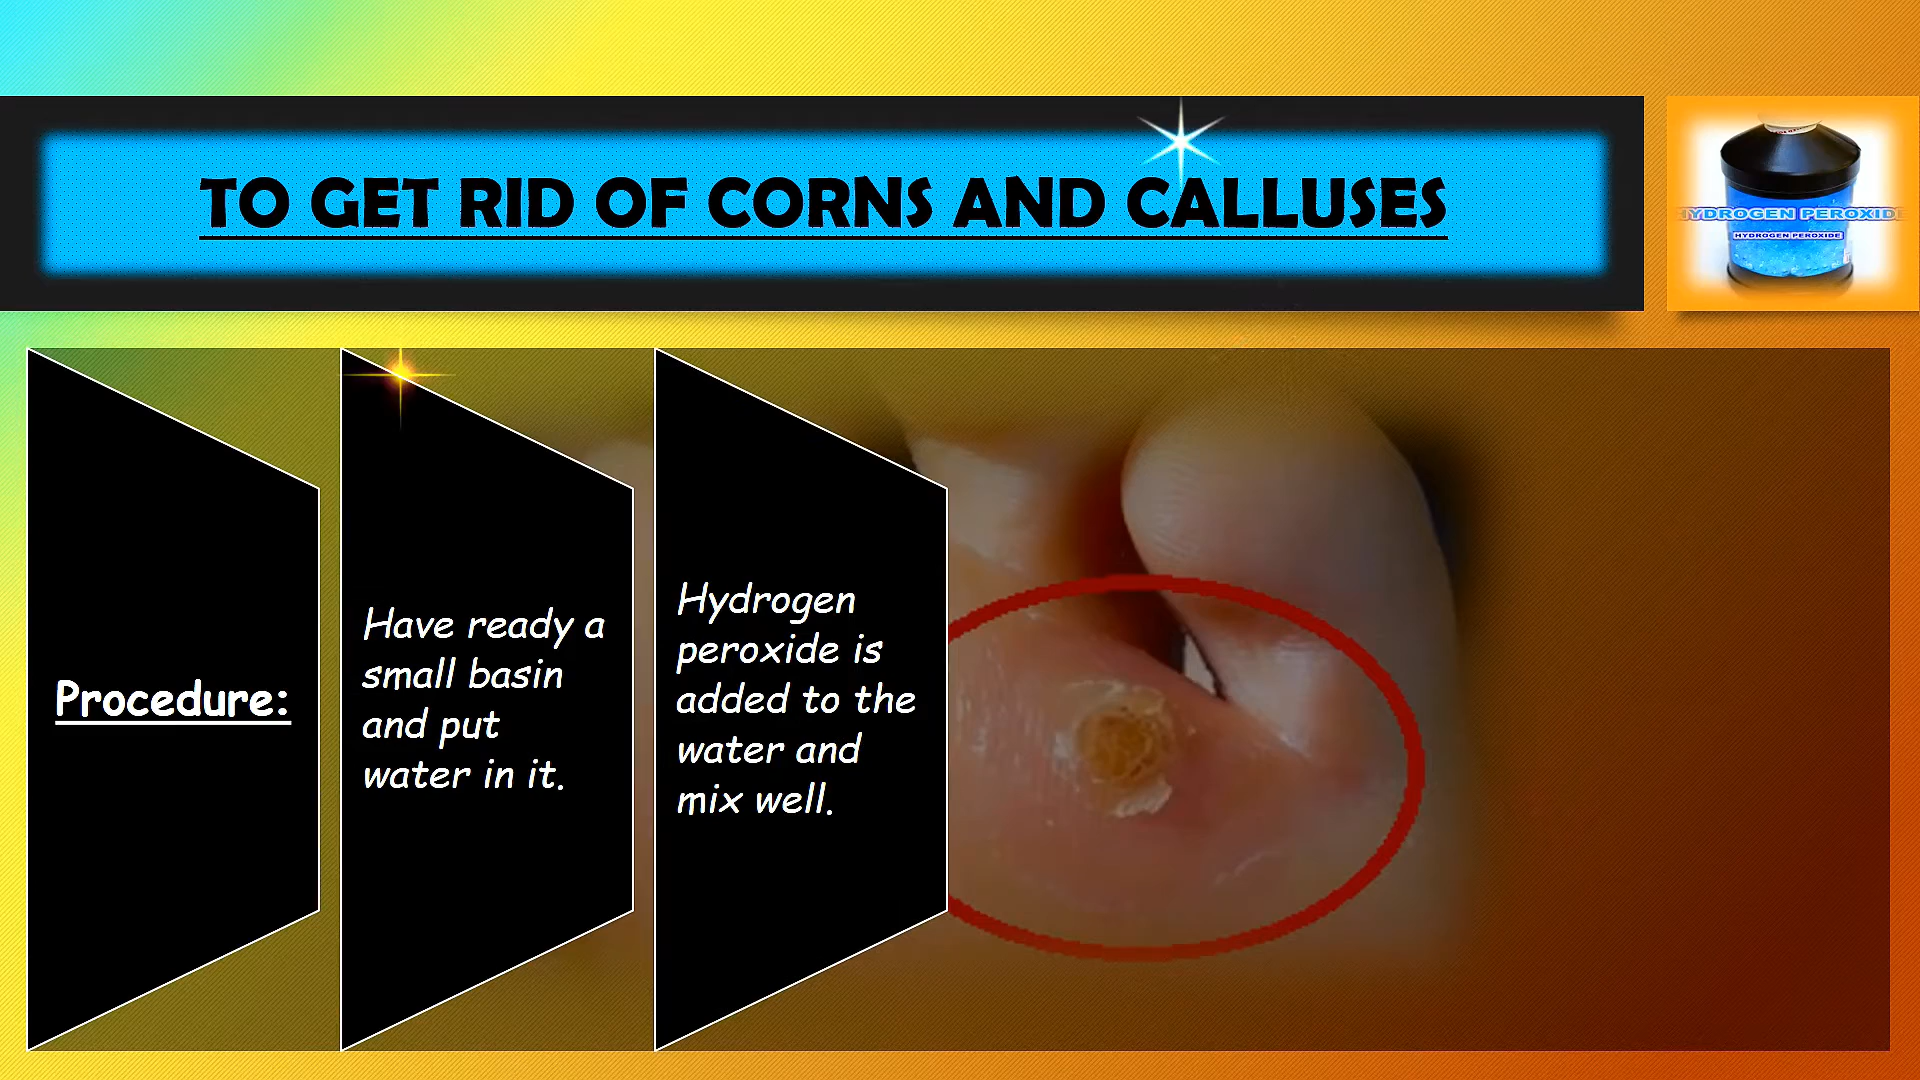 TO GET RID OF CORNS AND CALLUSES
HYDROGEN PEROXIDE
HYDROGEN PEROXIDE
Procedure:
Have ready a
small basin
and put
water in it.
Hydrogen
peroxide is
added to the
water and
mix well.